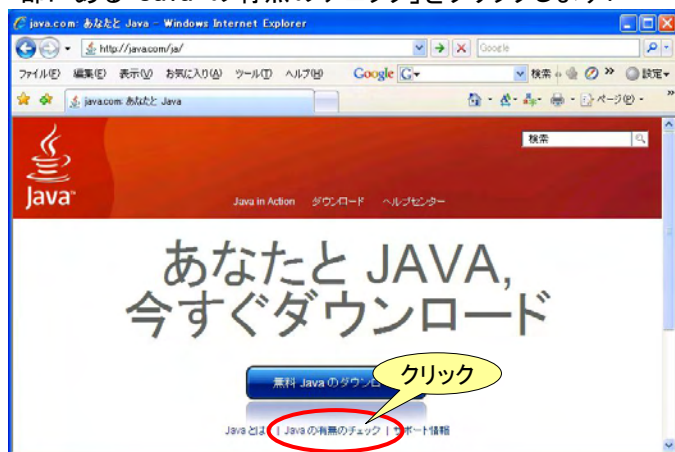 java.com: あなたと Java - Windows Internet Explorer
http://java.com/ja/
Google
ファイル(F) 編集(E) 表示(V) お気に入り(A) ツール(T) ヘルプ(H) Google G 検索 設定
java.com: あなたと Java ページ(P)
検索
Java
Java in Action ダウンロード ヘルプセンター
あなたと JAVA,
今すぐダウンロード
無料 Java のダウンロ
クリック
Java とは | Java の有無のチェック | サポート情報